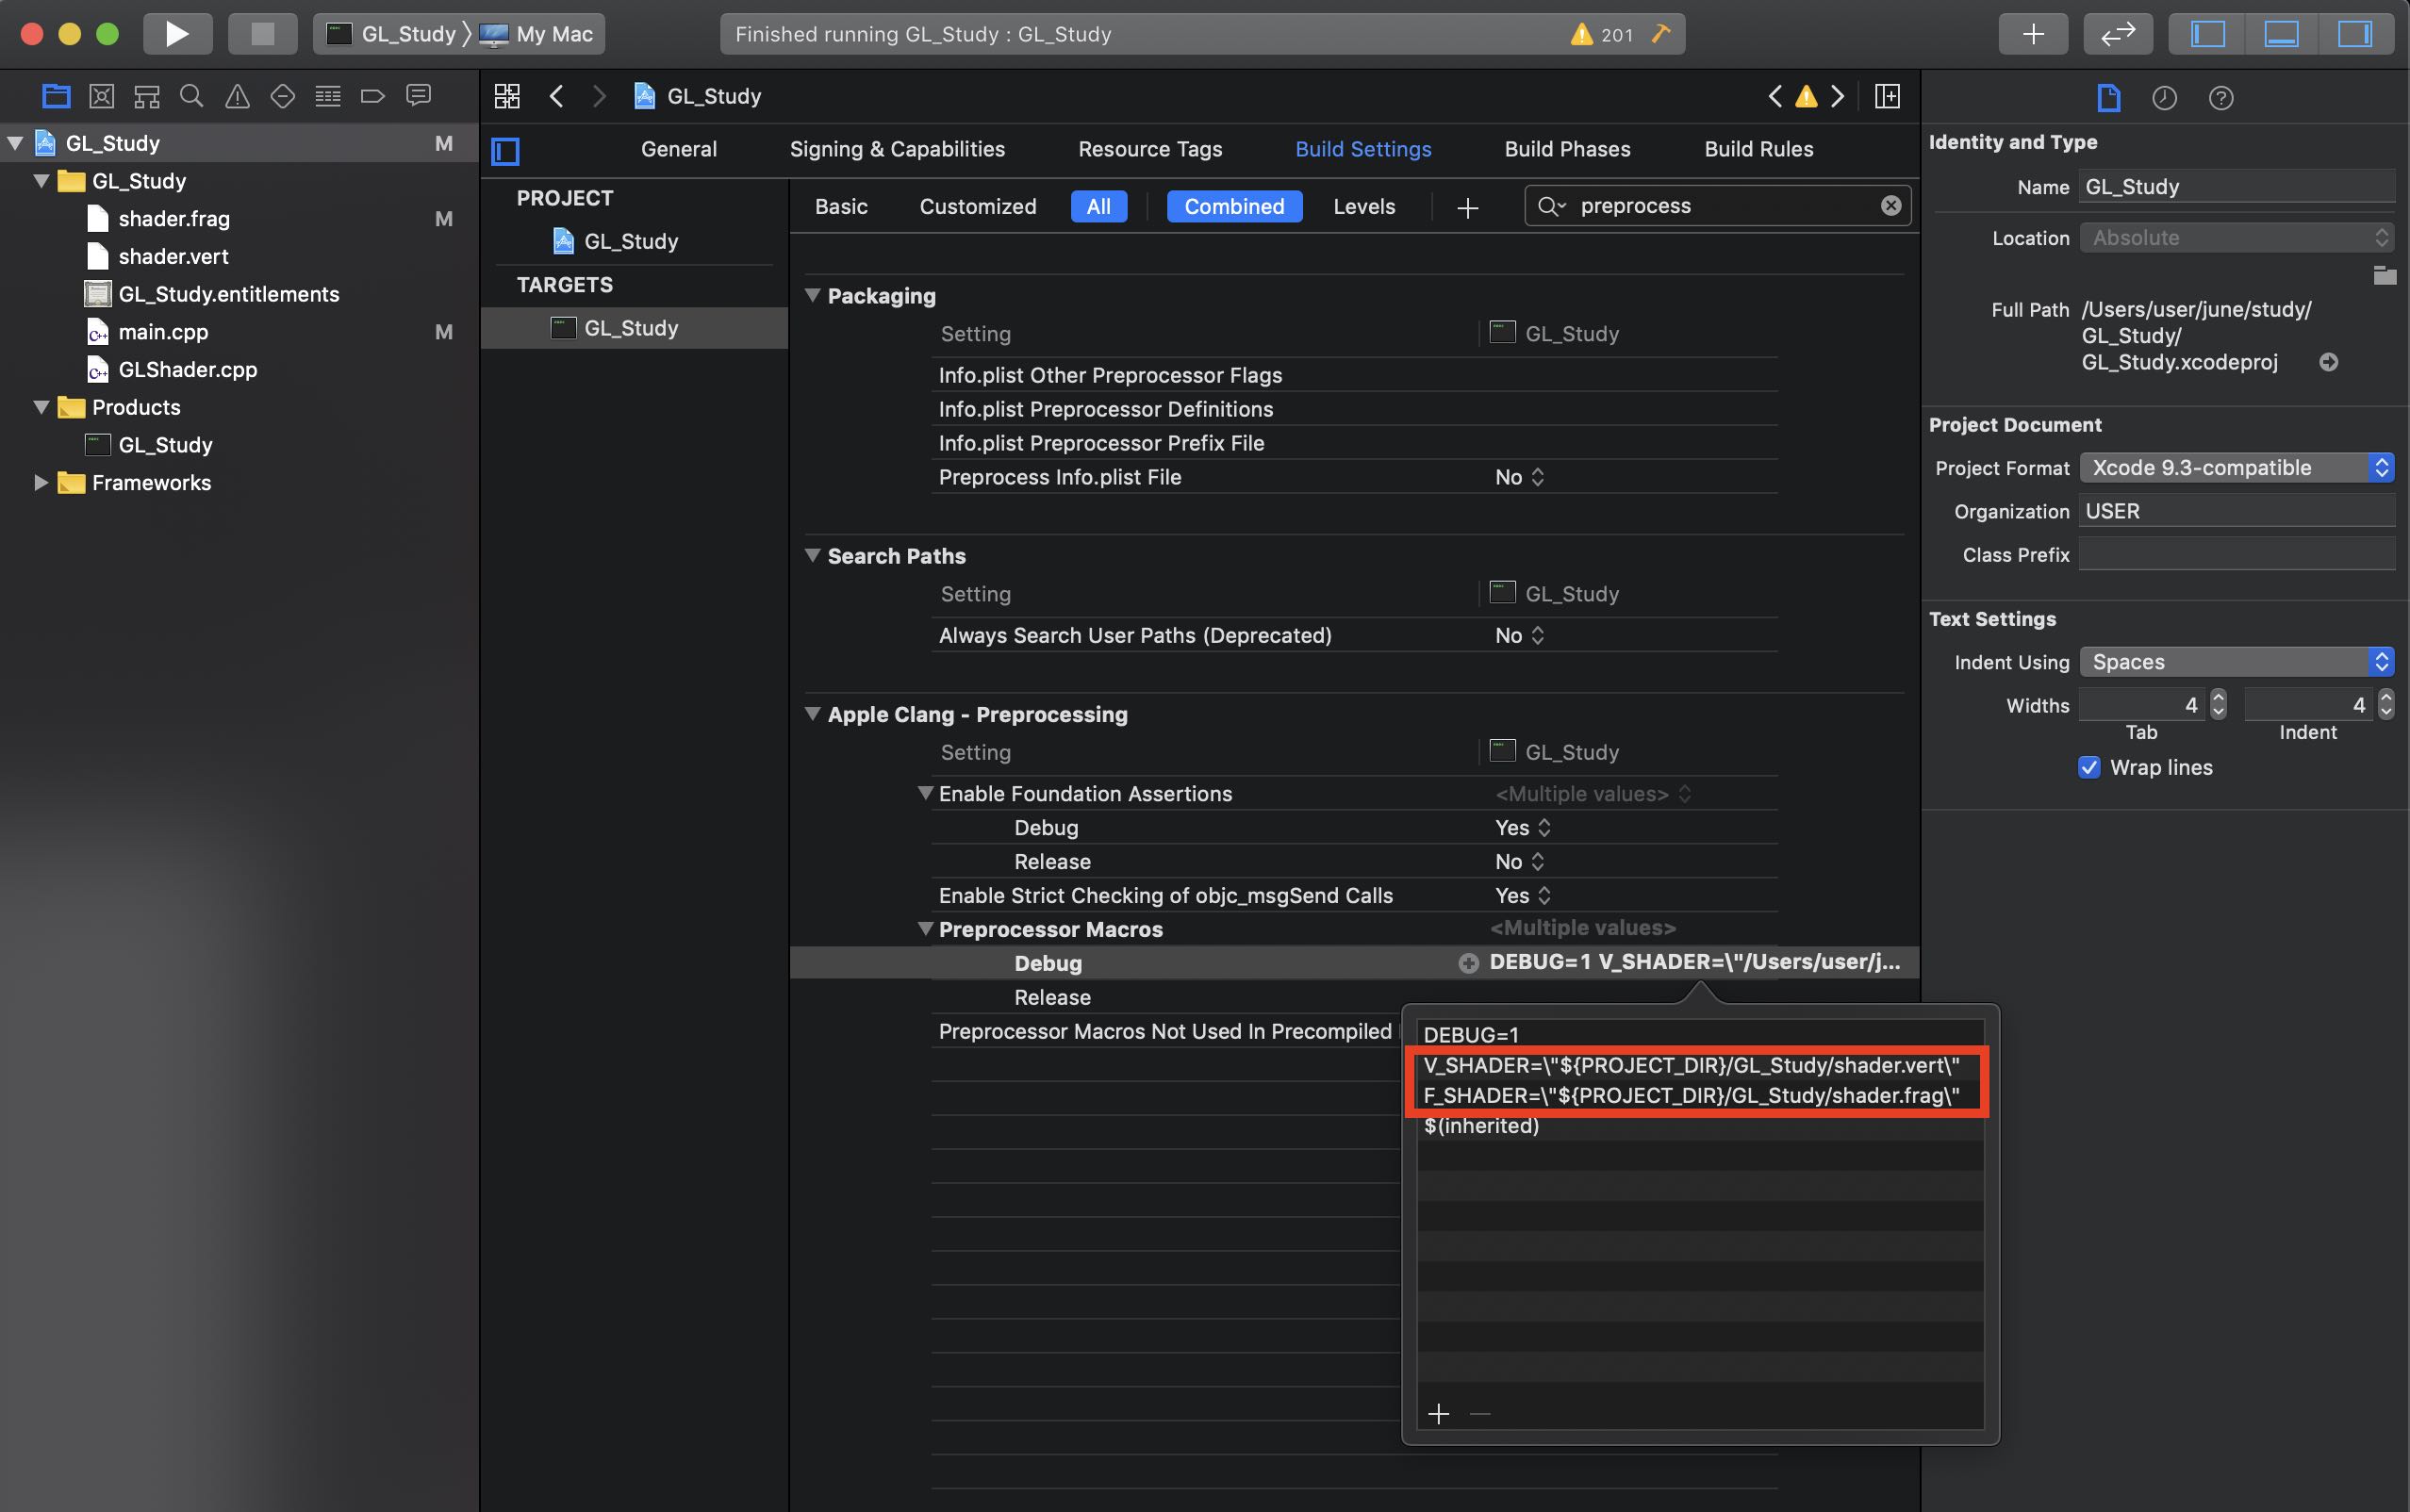 GL_Study 〉 My Mac
Finished running GL_Study : GL_Study
201
GL_Study
General
Signing & Capabilities
Resource Tags
Build Settings
Build Phases
Build Rules
GL_Study M
GL_Study
shader.frag M
shader.vert
GL_Study.entitlements
main.cpp M
GLShader.cpp
Products
GL_Study
Frameworks
PROJECT
GL_Study
TARGETS
GL_Study
Basic
Customized
All
Combined
Levels
preprocess
Packaging
Setting GL_Study
Info.plist Other Preprocessor Flags
Info.plist Preprocessor Definitions
Info.plist Preprocessor Prefix File
Preprocess Info.plist File No
Search Paths
Setting GL_Study
Always Search User Paths (Deprecated) No
Apple Clang - Preprocessing
Setting GL_Study
Enable Foundation Assertions <Multiple values>
Debug Yes
Release No
Enable Strict Checking of objc_msgSend Calls Yes
Preprocessor Macros <Multiple values>
Debug DEBUG=1 V_SHADER=\"/Users/user/j...
Release
Preprocessor Macros Not Used In Precompiled
DEBUG=1
V_SHADER=\"${PROJECT_DIR}/GL_Study/shader.vert\"
F_SHADER=\"${PROJECT_DIR}/GL_Study/shader.frag\"
$(inherited)
Identity and Type
Name GL_Study
Location Absolute
Full Path /Users/user/june/study/
GL_Study/
GL_Study.xcodeproj
Project Document
Project Format Xcode 9.3-compatible
Organization USER
Class Prefix
Text Settings
Indent Using Spaces
Widths 4 4
Tab Indent
Wrap lines